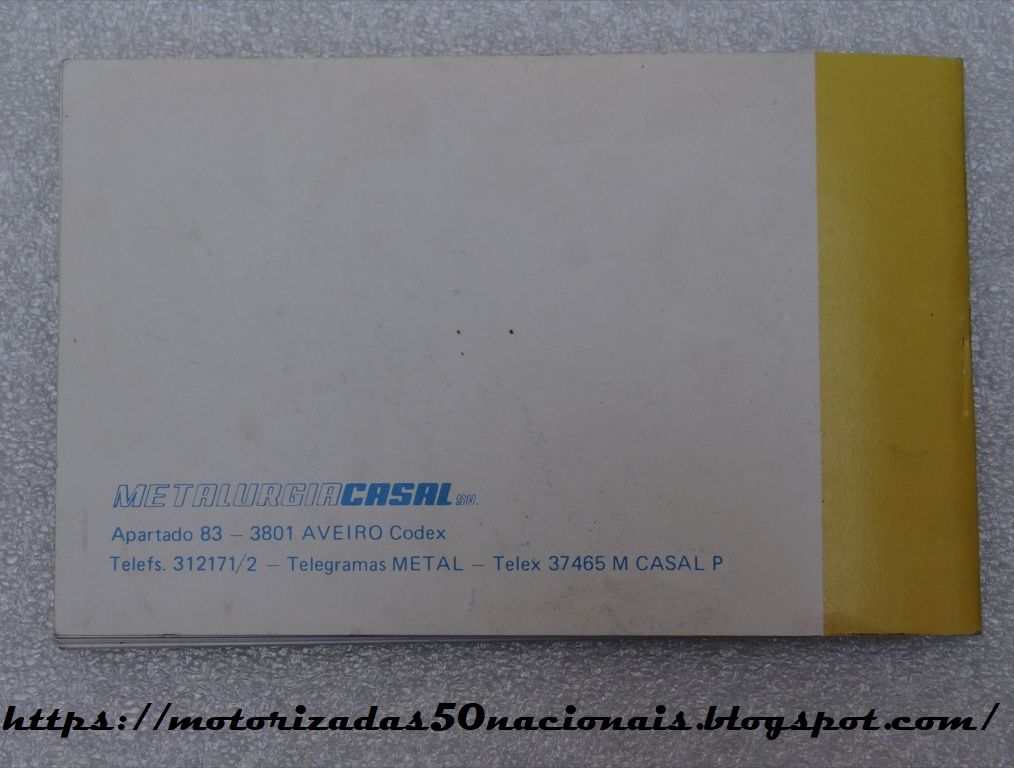 METALURGIACASAL SA.
Apartado 83 – 3801 AVEIRO Codex
Telefs. 312171/2 – Telegramas METAL – Telex 37465 M CASAL P
https://motorizadas50nacionais.blogspot.com/